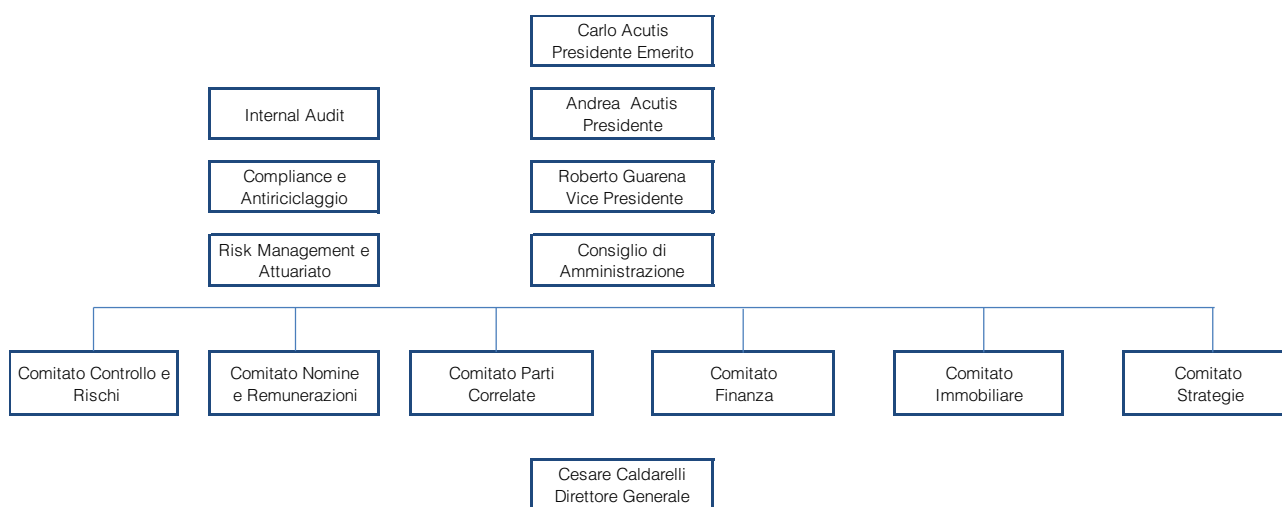 Carlo Acutis
Presidente Emerito
Internal Audit
Andrea Acutis
Presidente
Compliance e
Antiriciclaggio
Roberto Guarena
Vice Presidente
Risk Management e
Attuariato
Consiglio di
Amministrazione
Comitato Controllo e
Rischi
Comitato Nomine
e Remunerazioni
Comitato Parti
Correlate
Comitato
Finanza
Comitato
Immobiliare
Comitato
Strategie
Cesare Caldarelli
Direttore Generale